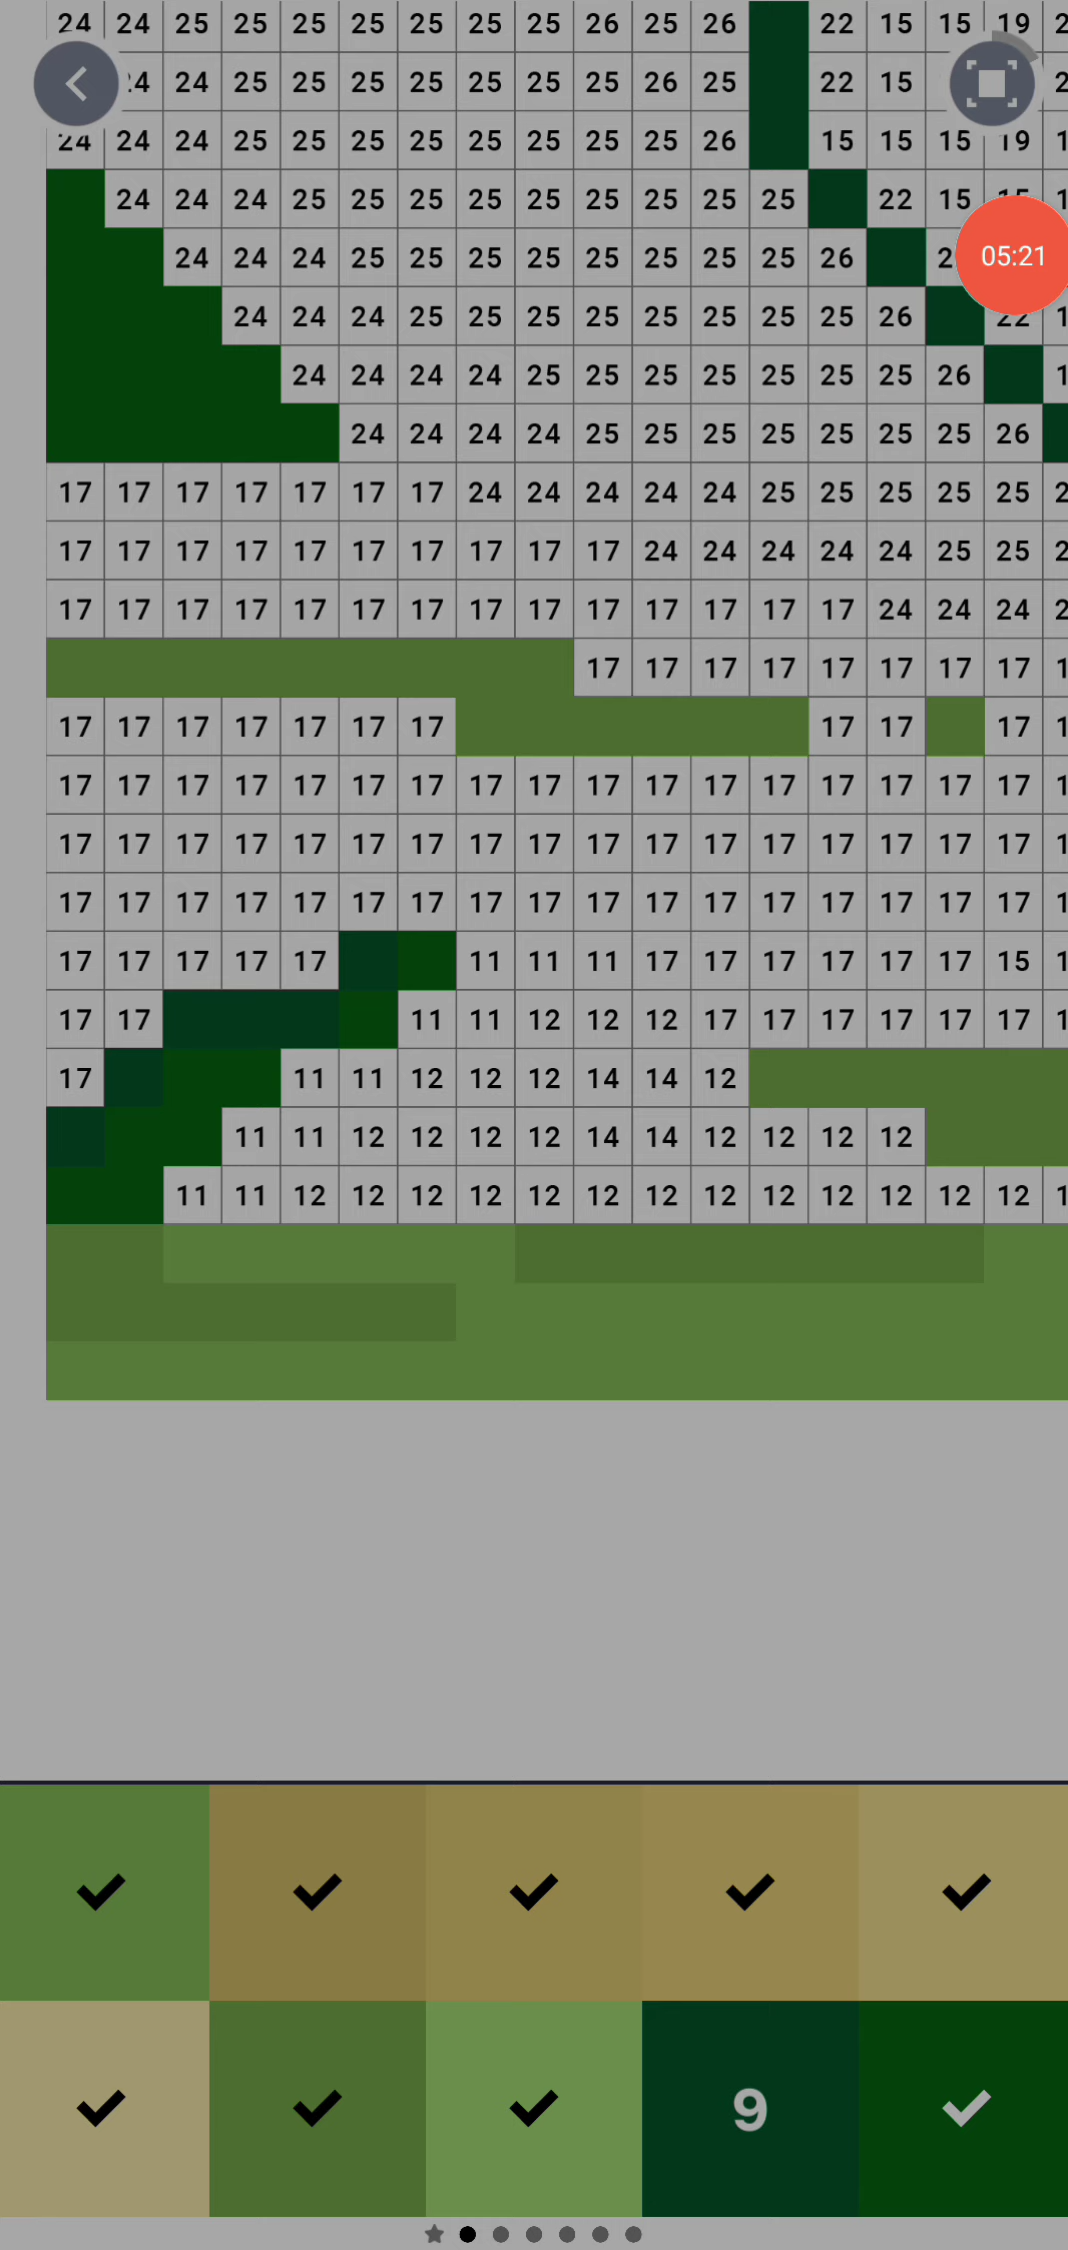 24 24 25 25 25 25 25 25 25 26 25 26 22 15 15 19
24 25 25 25 25 25 25 26 25 22 15
24 24 24 25 25 25 25 25 25 25 25 26 15 15 15 19
24 24 24 25 25 25 25 25 25 25 25 25 22 15
24 24 24 25 25 25 25 25 25 25 25 26
05:21
24 24 24 25 25 25 25 25 25 25 25 26 22
24 24 24 24 25 25 25 25 25 25 25 26
24 24 24 24 25 25 25 25 25 25 25 26
17 17 17 17 17 17 17 24 24 24 24 24 25 25 25 25 25
17 17 17 17 17 17 17 17 17 17 24 24 24 24 24 25 25
17 17 17 17 17 17 17 17 17 17 17 17 17 17 24 24 24
17 17 17 17 17 17 17 17
17 17 17 17 17 17 17 17 17 17
17 17 17 17 17 17 17 17 17 17 17 17 17 17 17 17 17
17 17 17 17 17 17 17 17 17 17 17 17 17 17 17 17 17
17 17 17 17 17 17 17 17 17 17 17 17 17 17 17 17 17
17 17 17 17 17 11 11 11 17 17 17 17 17 17 15
17 17 11 11 12 12 12 17 17 17 17 17 17
17 11 11 12 12 12 14 14 12
11 11 12 12 12 12 14 14 12 12 12 12
11 11 12 12 12 12 12 12 12 12 12 12 12 12 12
9